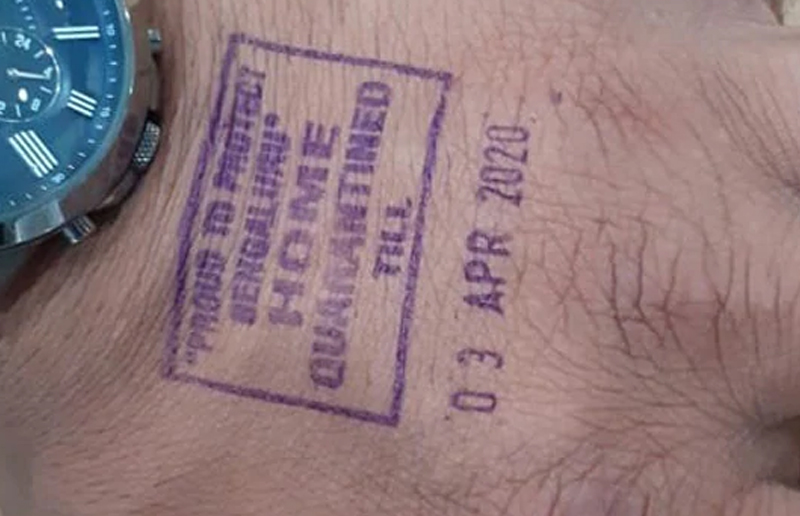 "PROUD TO PROTECT
BENGALURU"
HOME
QUARANTINED
TILL
03 APR 2020